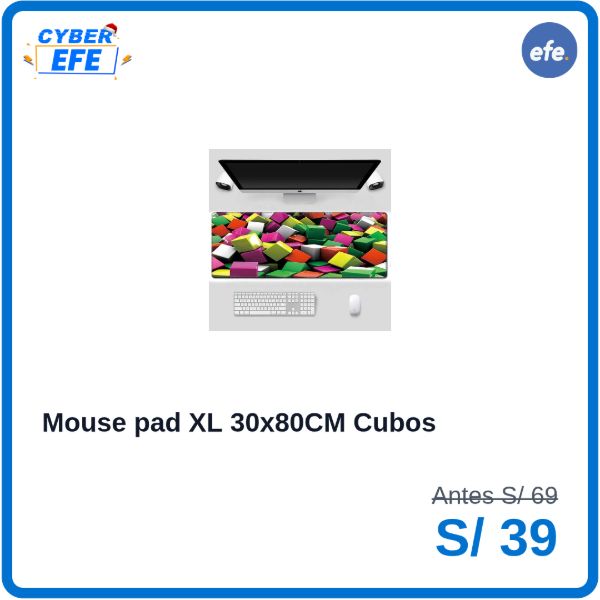 CYBER
EFE
efe.
Mouse pad XL 30x80CM Cubos
Antes S/ 69
S/ 39